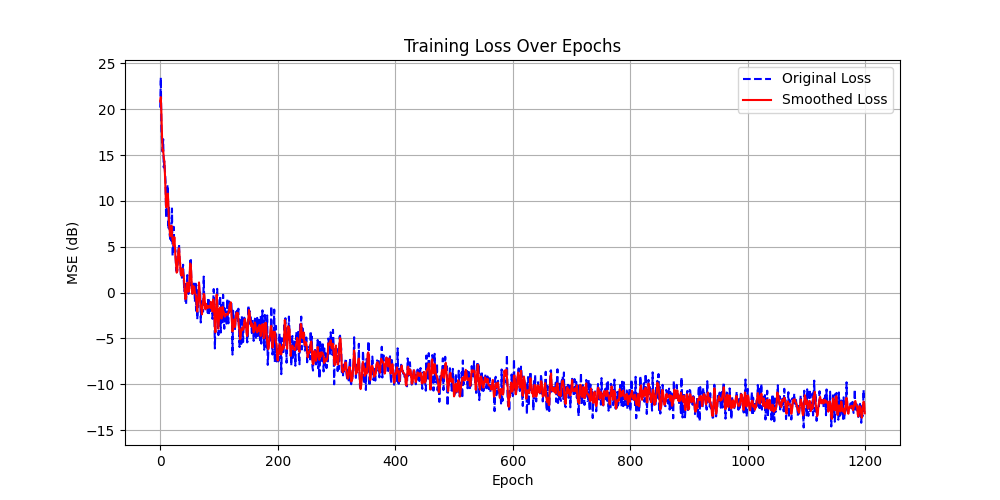 Training Loss Over Epochs
MSE (dB)
25
20
15
10
5
0
−5
−10
−15
Original Loss
Smoothed Loss
0 200 400 600 800 1000 1200
Epoch